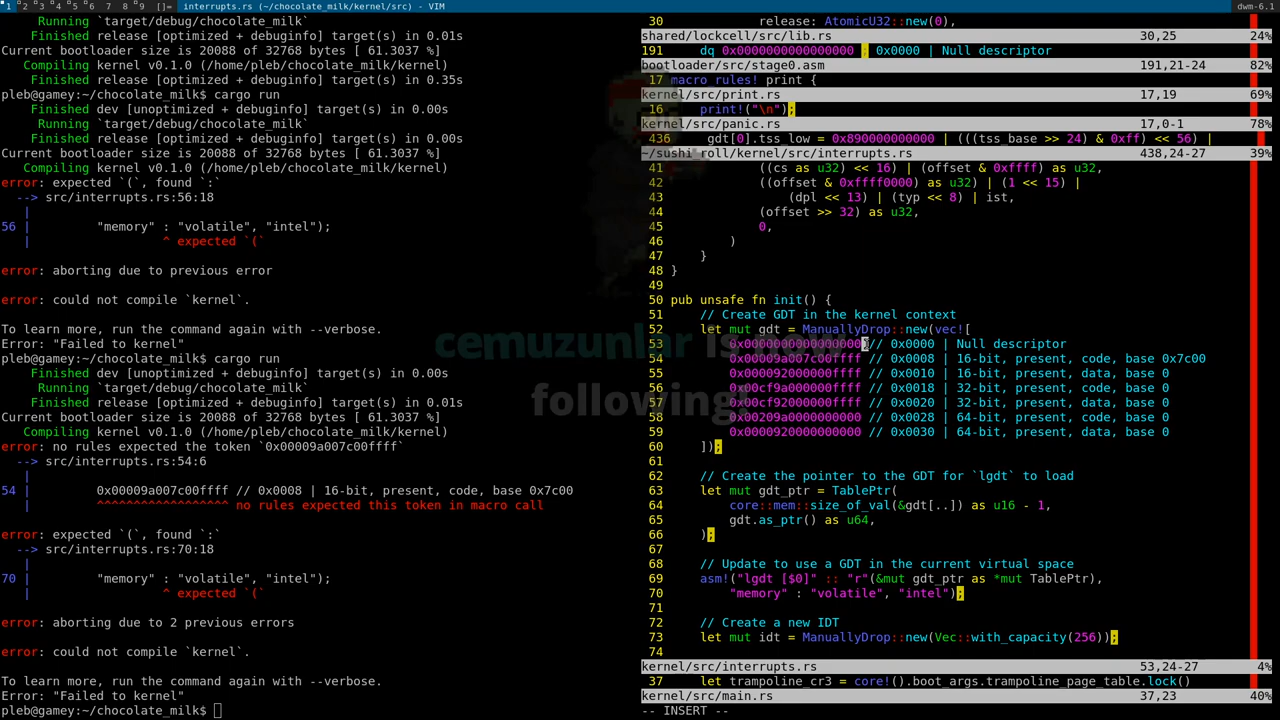 1 2 3 4 5 6 7 8 9 []= interrupts.rs (~/chocolate_milk/kernel/src) - VIM dwm-6.1
Running `target/debug/chocolate_milk`
Finished release [optimized + debuginfo] target(s) in 0.01s
Current bootloader size is 20088 of 32768 bytes [ 61.3037 %]
Compiling kernel v0.1.0 (/home/pleb/chocolate_milk/kernel)
Finished release [optimized + debuginfo] target(s) in 0.35s
pleb@gamey:~/chocolate_milk$ cargo run
Finished dev [unoptimized + debuginfo] target(s) in 0.00s
Running `target/debug/chocolate_milk`
Finished release [optimized + debuginfo] target(s) in 0.00s
Current bootloader size is 20088 of 32768 bytes [ 61.3037 %]
Compiling kernel v0.1.0 (/home/pleb/chocolate_milk/kernel)
error: expected `(`, found `:`
--> src/interrupts.rs:56:18
|
56 | "memory" : "volatile", "intel");
| ^ expected `(`
error: aborting due to previous error
error: could not compile `kernel`.
To learn more, run the command again with --verbose.
Error: "Failed to kernel"
pleb@gamey:~/chocolate_milk$ cargo run
Finished dev [unoptimized + debuginfo] target(s) in 0.00s
Running `target/debug/chocolate_milk`
Finished release [optimized + debuginfo] target(s) in 0.01s
Current bootloader size is 20088 of 32768 bytes [ 61.3037 %]
Compiling kernel v0.1.0 (/home/pleb/chocolate_milk/kernel)
error: no rules expected the token `0x00009a007c00ffff`
--> src/interrupts.rs:54:6
|
54 | 0x00009a007c00ffff // 0x0008 | 16-bit, present, code, base 0x7c00
| ^^^^^^^^^^^^^^^^^^ no rules expected this token in macro call
error: expected `(`, found `:`
--> src/interrupts.rs:70:18
|
70 | "memory" : "volatile", "intel");
| ^ expected `(`
error: aborting due to 2 previous errors
error: could not compile `kernel`.
To learn more, run the command again with --verbose.
Error: "Failed to kernel"
pleb@gamey:~/chocolate_milk$
30 release: AtomicU32::new(0),
shared/lockcell/src/lib.rs 30,25 24%
191 dq 0x0000000000000000 ; 0x0000 | Null descriptor
bootloader/src/stage0.asm 191,21-24 82%
17 macro_rules! print {
kernel/src/print.rs 17,19 69%
16 print!("\n");
kernel/src/panic.rs 17,0-1 78%
436 gdt[0].tss_low = 0x890000000000 | (((tss_base >> 24) & 0xff) << 56) |
~/sushi_roll/kernel/src/interrupts.rs 438,24-27 39%
41 ((cs as u32) << 16) | (offset & 0xffff) as u32,
42 ((offset & 0xffff0000) as u32) | (1 << 15) |
43 (dpl << 13) | (typ << 8) | ist,
44 (offset >> 32) as u32,
45 0,
46 )
47 }
48 }
49
50 pub unsafe fn init() {
51 // Create GDT in the kernel context
52 let mut gdt = ManuallyDrop::new(vec![
53 0x0000000000000000 // 0x0000 | Null descriptor
54 0x00009a007c00ffff // 0x0008 | 16-bit, present, code, base 0x7c00
55 0x000092000000ffff // 0x0010 | 16-bit, present, data, base 0
56 0x00cf9a000000ffff // 0x0018 | 32-bit, present, code, base 0
57 0x00cf92000000ffff // 0x0020 | 32-bit, present, data, base 0
58 0x00209a0000000000 // 0x0028 | 64-bit, present, code, base 0
59 0x0000920000000000 // 0x0030 | 64-bit, present, data, base 0
60 ]);
61
62 // Create the pointer to the GDT for `lgdt` to load
63 let mut gdt_ptr = TablePtr(
64 core::mem::size_of_val(&gdt[..]) as u16 - 1,
65 gdt.as_ptr() as u64,
66 );
67
68 // Update to use a GDT in the current virtual space
69 asm!("lgdt [$0]" :: "r"(&mut gdt_ptr as *mut TablePtr),
70 "memory" : "volatile", "intel");
71
72 // Create a new IDT
73 let mut idt = ManuallyDrop::new(Vec::with_capacity(256));
74
kernel/src/interrupts.rs 53,24-27 4%
37 let trampoline_cr3 = core!().boot_args.trampoline_page_table.lock()
kernel/src/main.rs 37,23 40%
-- INSERT --
cemuzunlar is now
following!